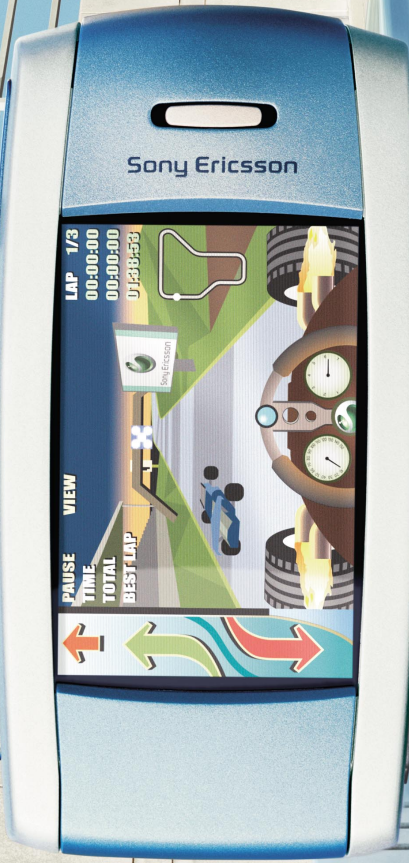 Sony Ericsson
PAUSE VIEW LAP 1/3
TIME 00:00:00
TOTAL 00:00:00
BEST LAP 01:38:53
Sony Ericsson